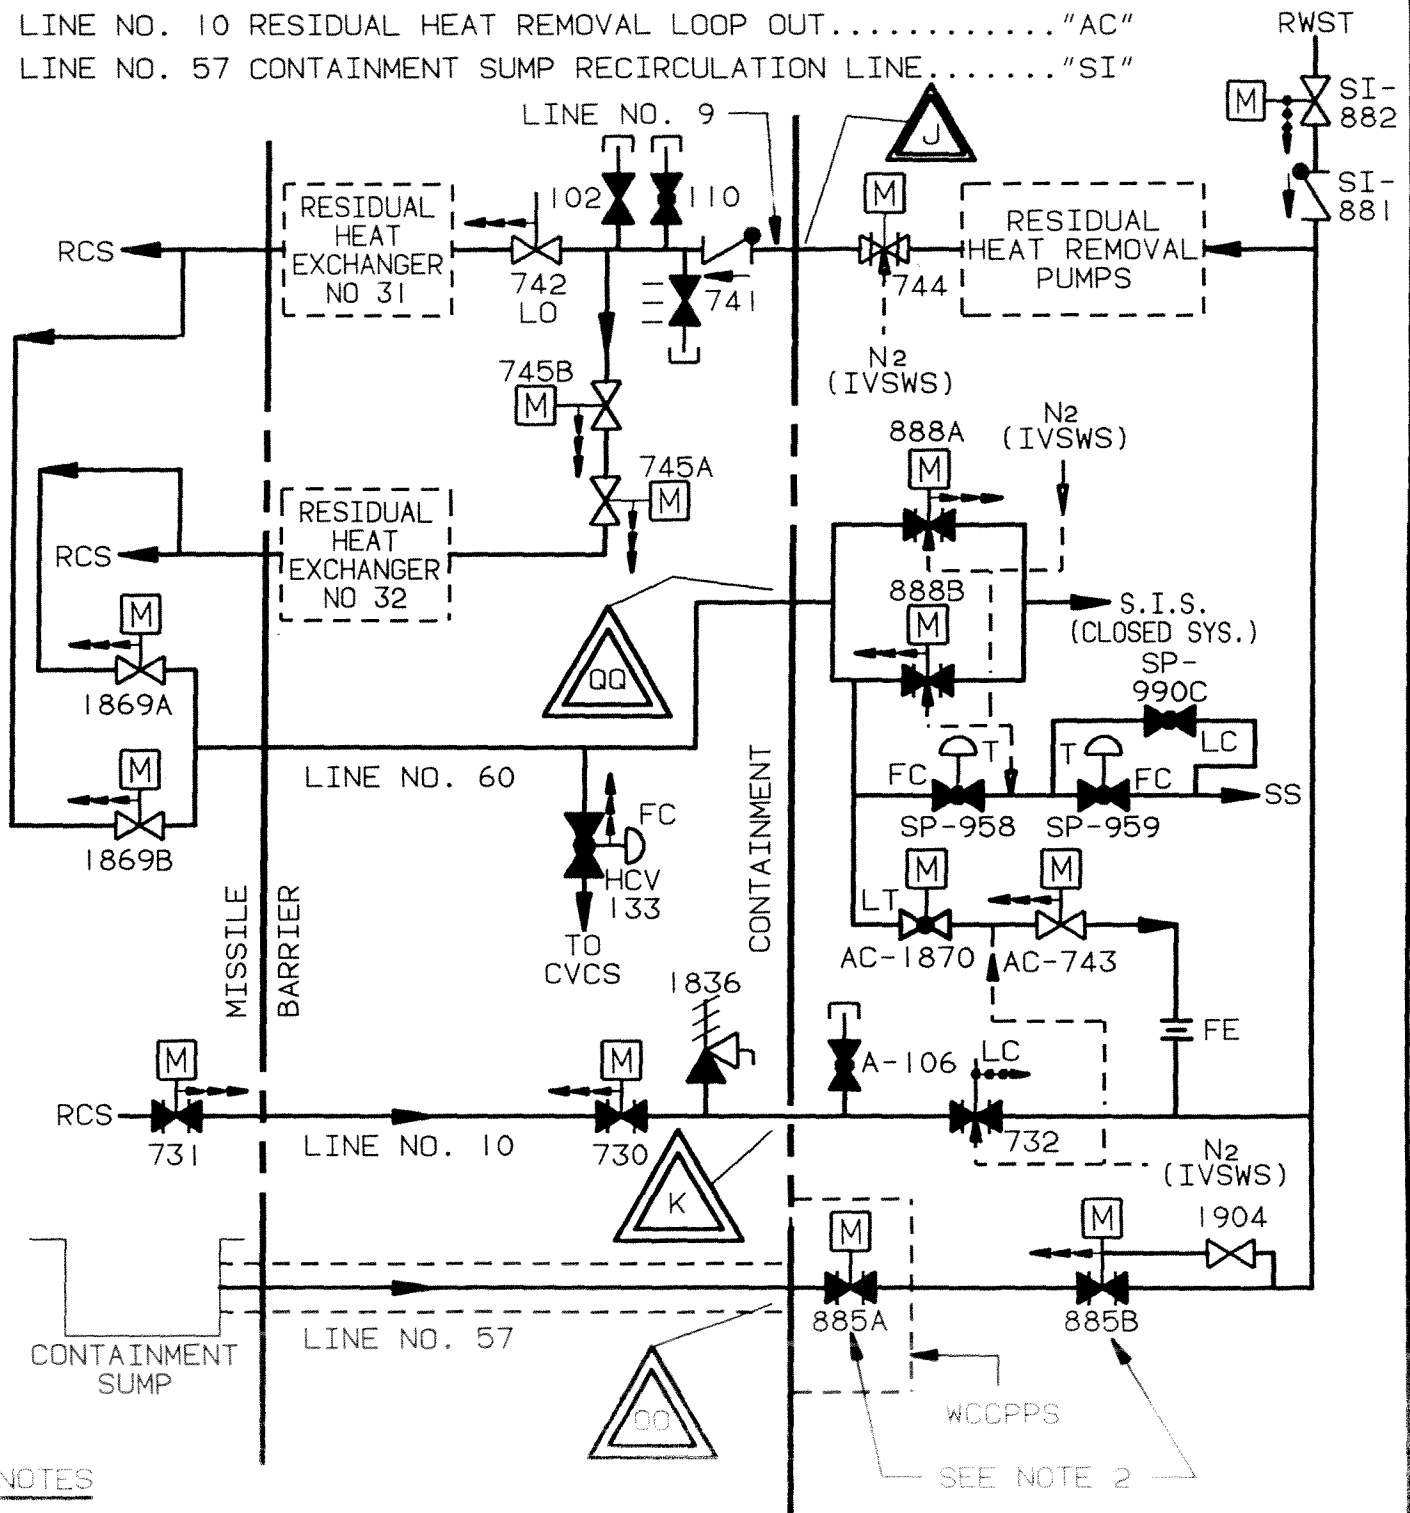 LINE NO. 10 RESIDUAL HEAT REMOVAL LOOP OUT............."AC"
RWST
LINE NO. 57 CONTAINMENT SUMP RECIRCULATION LINE......."SI"
M
SI-
882
LINE NO. 9
J
SI-
881
RESIDUAL
HEAT
EXCHANGER
NO 31
102
110
M
RESIDUAL
HEAT REMOVAL
PUMPS
RCS
742
LO
741
744
N2
(IVSWS)
745B
M
745A
M
888A
M
N2
(IVSWS)
RESIDUAL
HEAT
EXCHANGER
NO 32
RCS
888B
M
S.I.S.
(CLOSED SYS.)
M
1869A
QQ
SP-
990C
LC
M
1869B
LINE NO. 60
FC
T
T
FC
SS
SP-958
SP-959
FC
HCV
133
TO
CVCS
CONTAINMENT
MISSILE
BARRIER
M
LT
M
AC-1870
AC-743
1836
FE
M
M
A-106
LC
RCS
731
LINE NO. 10
730
732
N2
(IVSWS)
K
M
M
1904
LINE NO. 57
885A
885B
CONTAINMENT
SUMP
OO
WCCPPS
SEE NOTE 2
NOTES